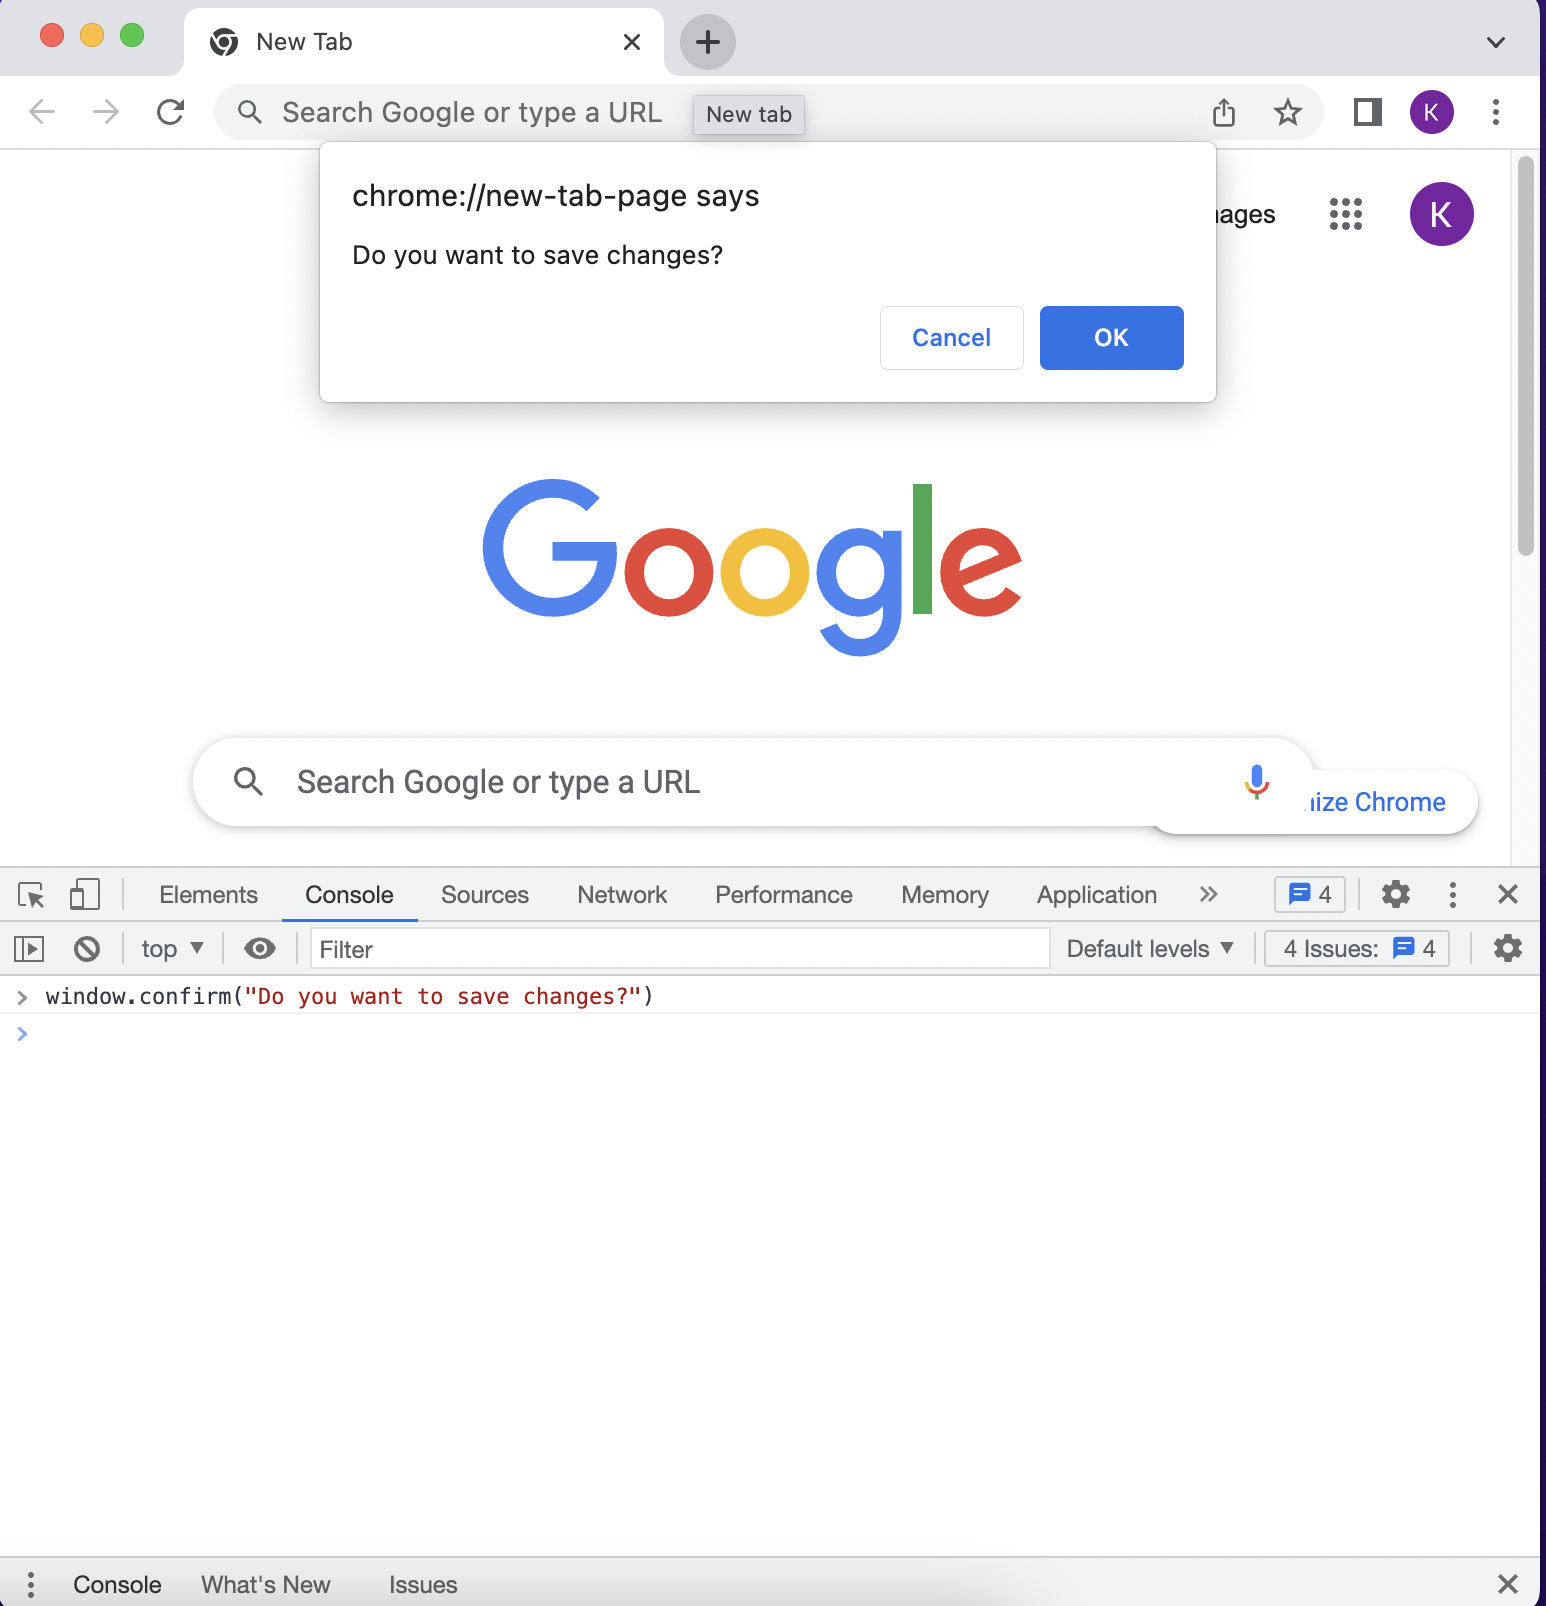 New Tab
Search Google or type a URL
New tab
K
chrome://new-tab-page says
Do you want to save changes?
Cancel
OK
ages
K
Google
Search Google or type a URL
ize Chrome
Elements
Console
Sources
Network
Performance
Memory
Application
4
top
Filter
Default levels
4 Issues:
4
window.confirm("Do you want to save changes?")
Console
What's New
Issues